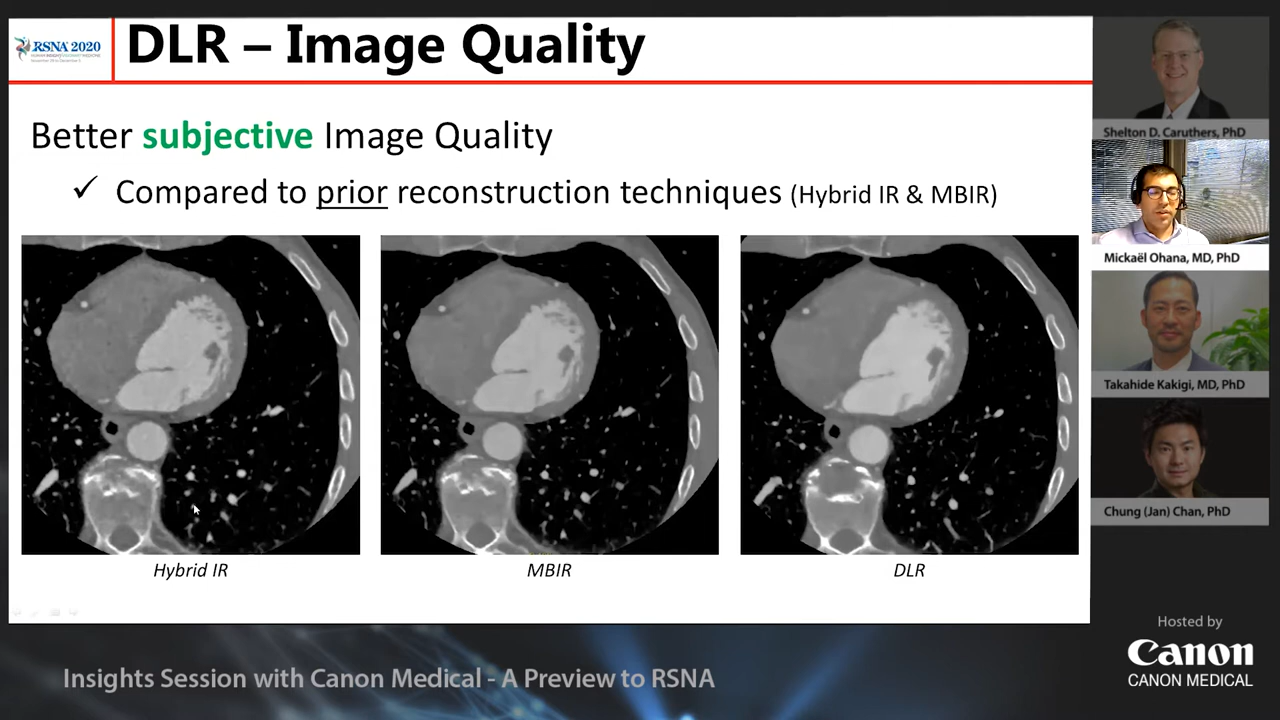 RSNA 2020
DLR – Image Quality
Better subjective Image Quality
✓ Compared to prior reconstruction techniques (Hybrid IR & MBIR)
Hybrid IR
MBIR
DLR
Shelton D. Caruthers, PhD
Mickaël Ohana, MD, PhD
Takahide Kakigi, MD, PhD
Chung (Jan) Chan, PhD
Hosted by
Canon
CANON MEDICAL
Insights Session with Canon Medical - A Preview to RSNA